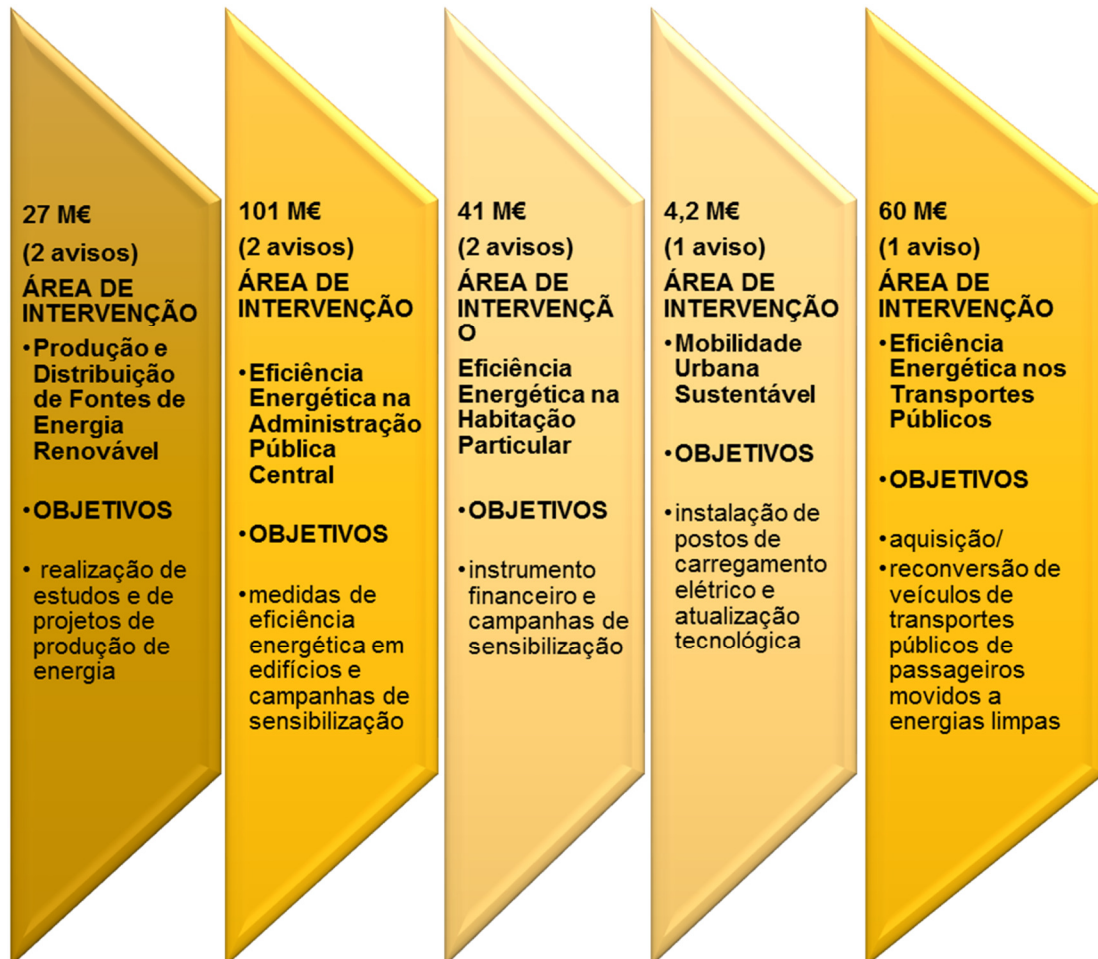 27 M€
(2 avisos)
ÁREA DE
INTERVENÇÃO
•Produção e
Distribuição
de Fontes de
Energia
Renovável
•OBJETIVOS
• realização de
estudos e de
projetos de
produção de
energia
101 M€
(2 avisos)
ÁREA DE
INTERVENÇÃO
•Eficiência
Energética na
Administração
Pública
Central
•OBJETIVOS
•medidas de
eficiência
energética em
edifícios e
campanhas de
sensibilização
41 M€
(2 avisos)
ÁREA DE
INTERVENÇÃ
O
Eficiência
Energética na
Habitação
Particular
•OBJETIVOS
•instrumento
financeiro e
campanhas de
sensibilização
4,2 M€
(1 aviso)
ÁREA DE
INTERVENÇÃO
•Mobilidade
Urbana
Sustentável
•OBJETIVOS
•instalação de
postos de
carregamento
elétrico e
atualização
tecnológica
60 M€
(1 aviso)
ÁREA DE
INTERVENÇÃO
•Eficiência
Energética nos
Transportes
Públicos
•OBJETIVOS
•aquisição/
•reconversão de
veículos de
transportes
públicos de
passageiros
movidos a
energias limpas